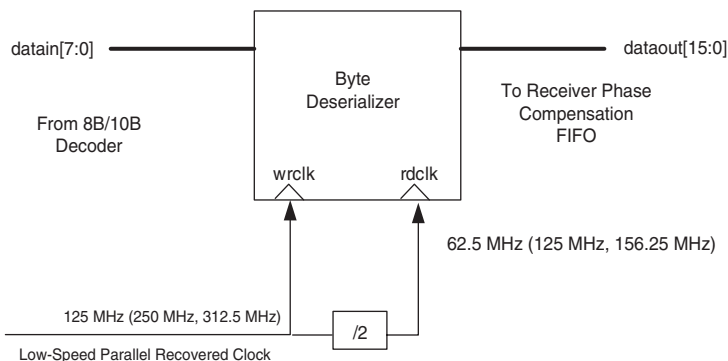 datain[7:0]
dataout[15:0]
Byte
Deserializer
From 8B/10B
Decoder
To Receiver Phase
Compensation
FIFO
wrclk
rdclk
62.5 MHz (125 MHz, 156.25 MHz)
125 MHz (250 MHz, 312.5 MHz)
/2
Low-Speed Parallel Recovered Clock